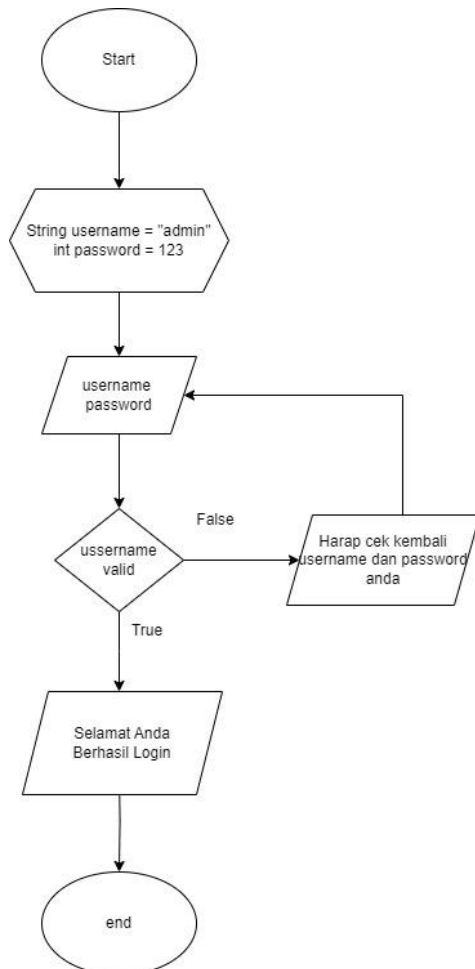 Start
String username = "admin"
int password = 123
username
password
ussername
valid
False
Harap cek kembali
username dan password
anda
True
Selamat Anda
Berhasil Login
end